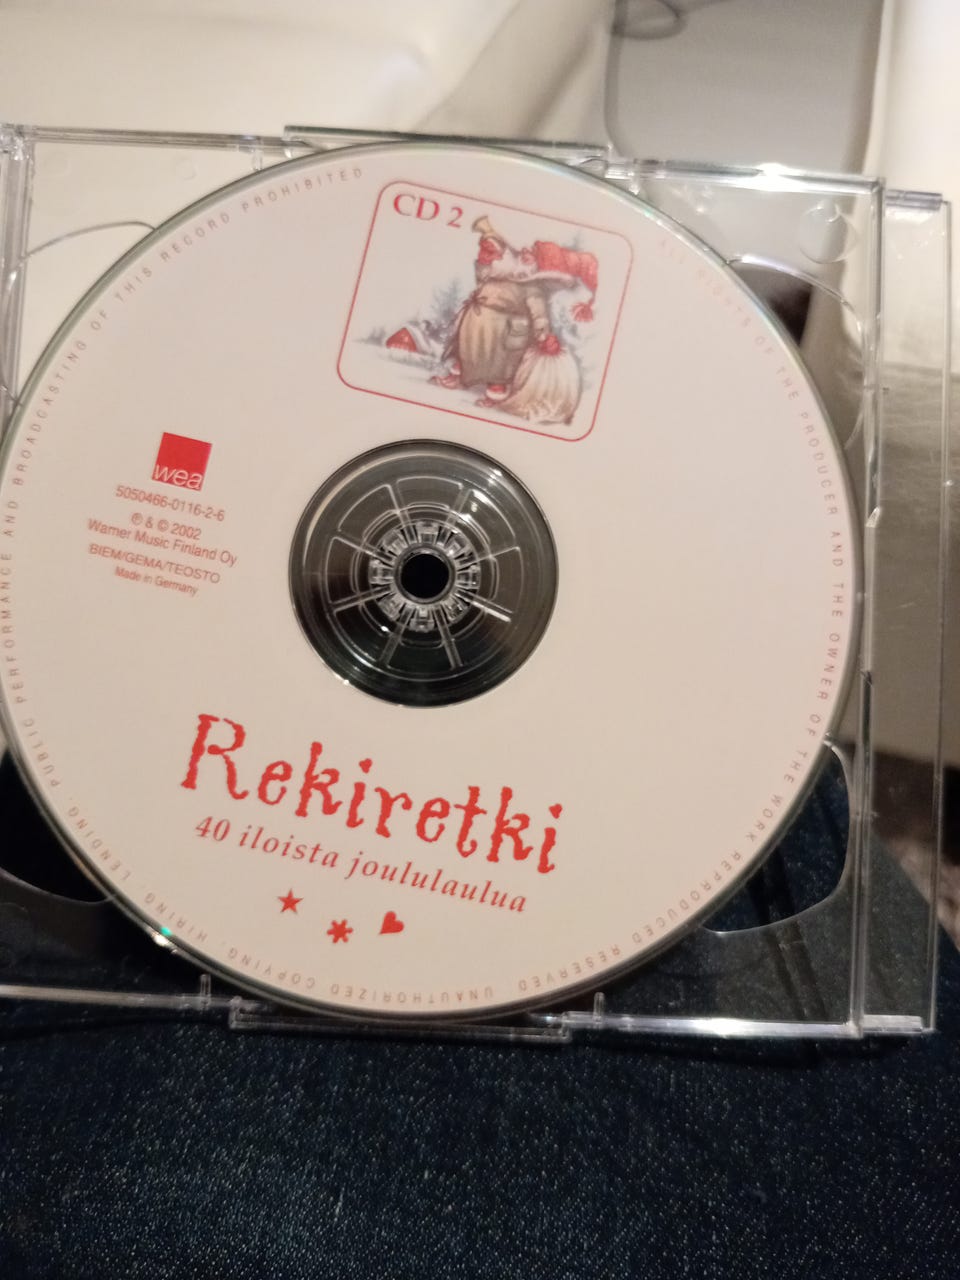 CD 2
wea
5050466-0116-2-6
℗ & © 2002
Warner Music Finland Oy
BIEM/GEMA/TEOSTO
Made in Germany
Rekiretki
40 iloista joululaulua
ALL RIGHTS OF THE PRODUCER AND THE OWNER OF THE WORK REPRODUCED RESERVED. UNAUTHORIZED COPYING, HIRING, LENDING, PUBLIC PERFORMANCE AND BROADCASTING OF THIS RECORD PROHIBITED